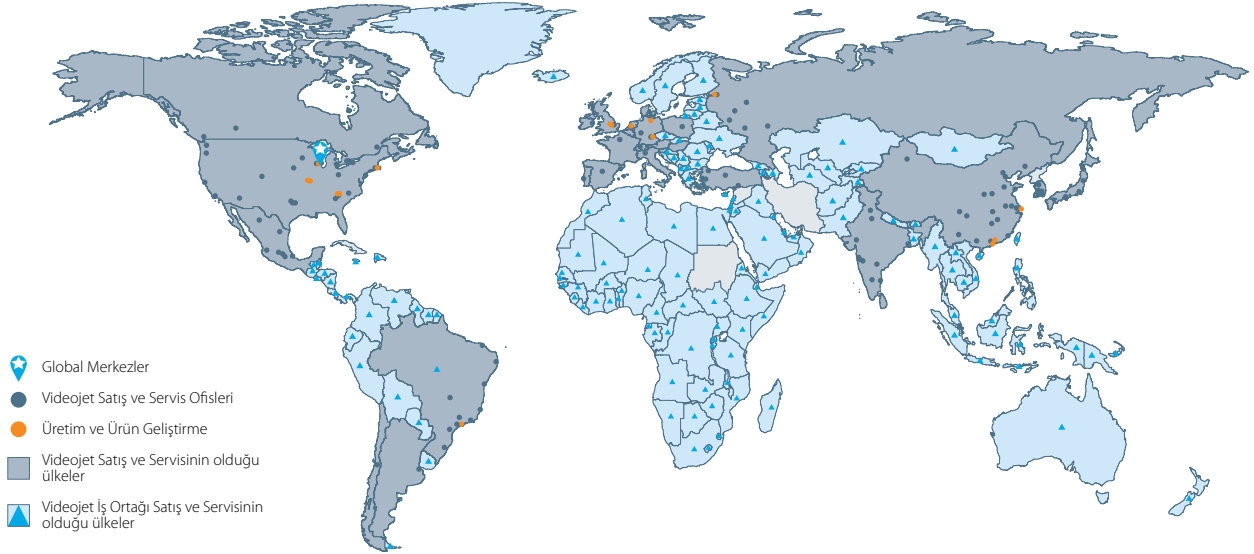 Global Merkezler
Videojet Satış ve Servis Ofisleri
Üretim ve Ürün Geliştirme
Videojet Satış ve Servisinin olduğu
ülkeler
Videojet İş Ortağı Satış ve Servisinin
olduğu ülkeler